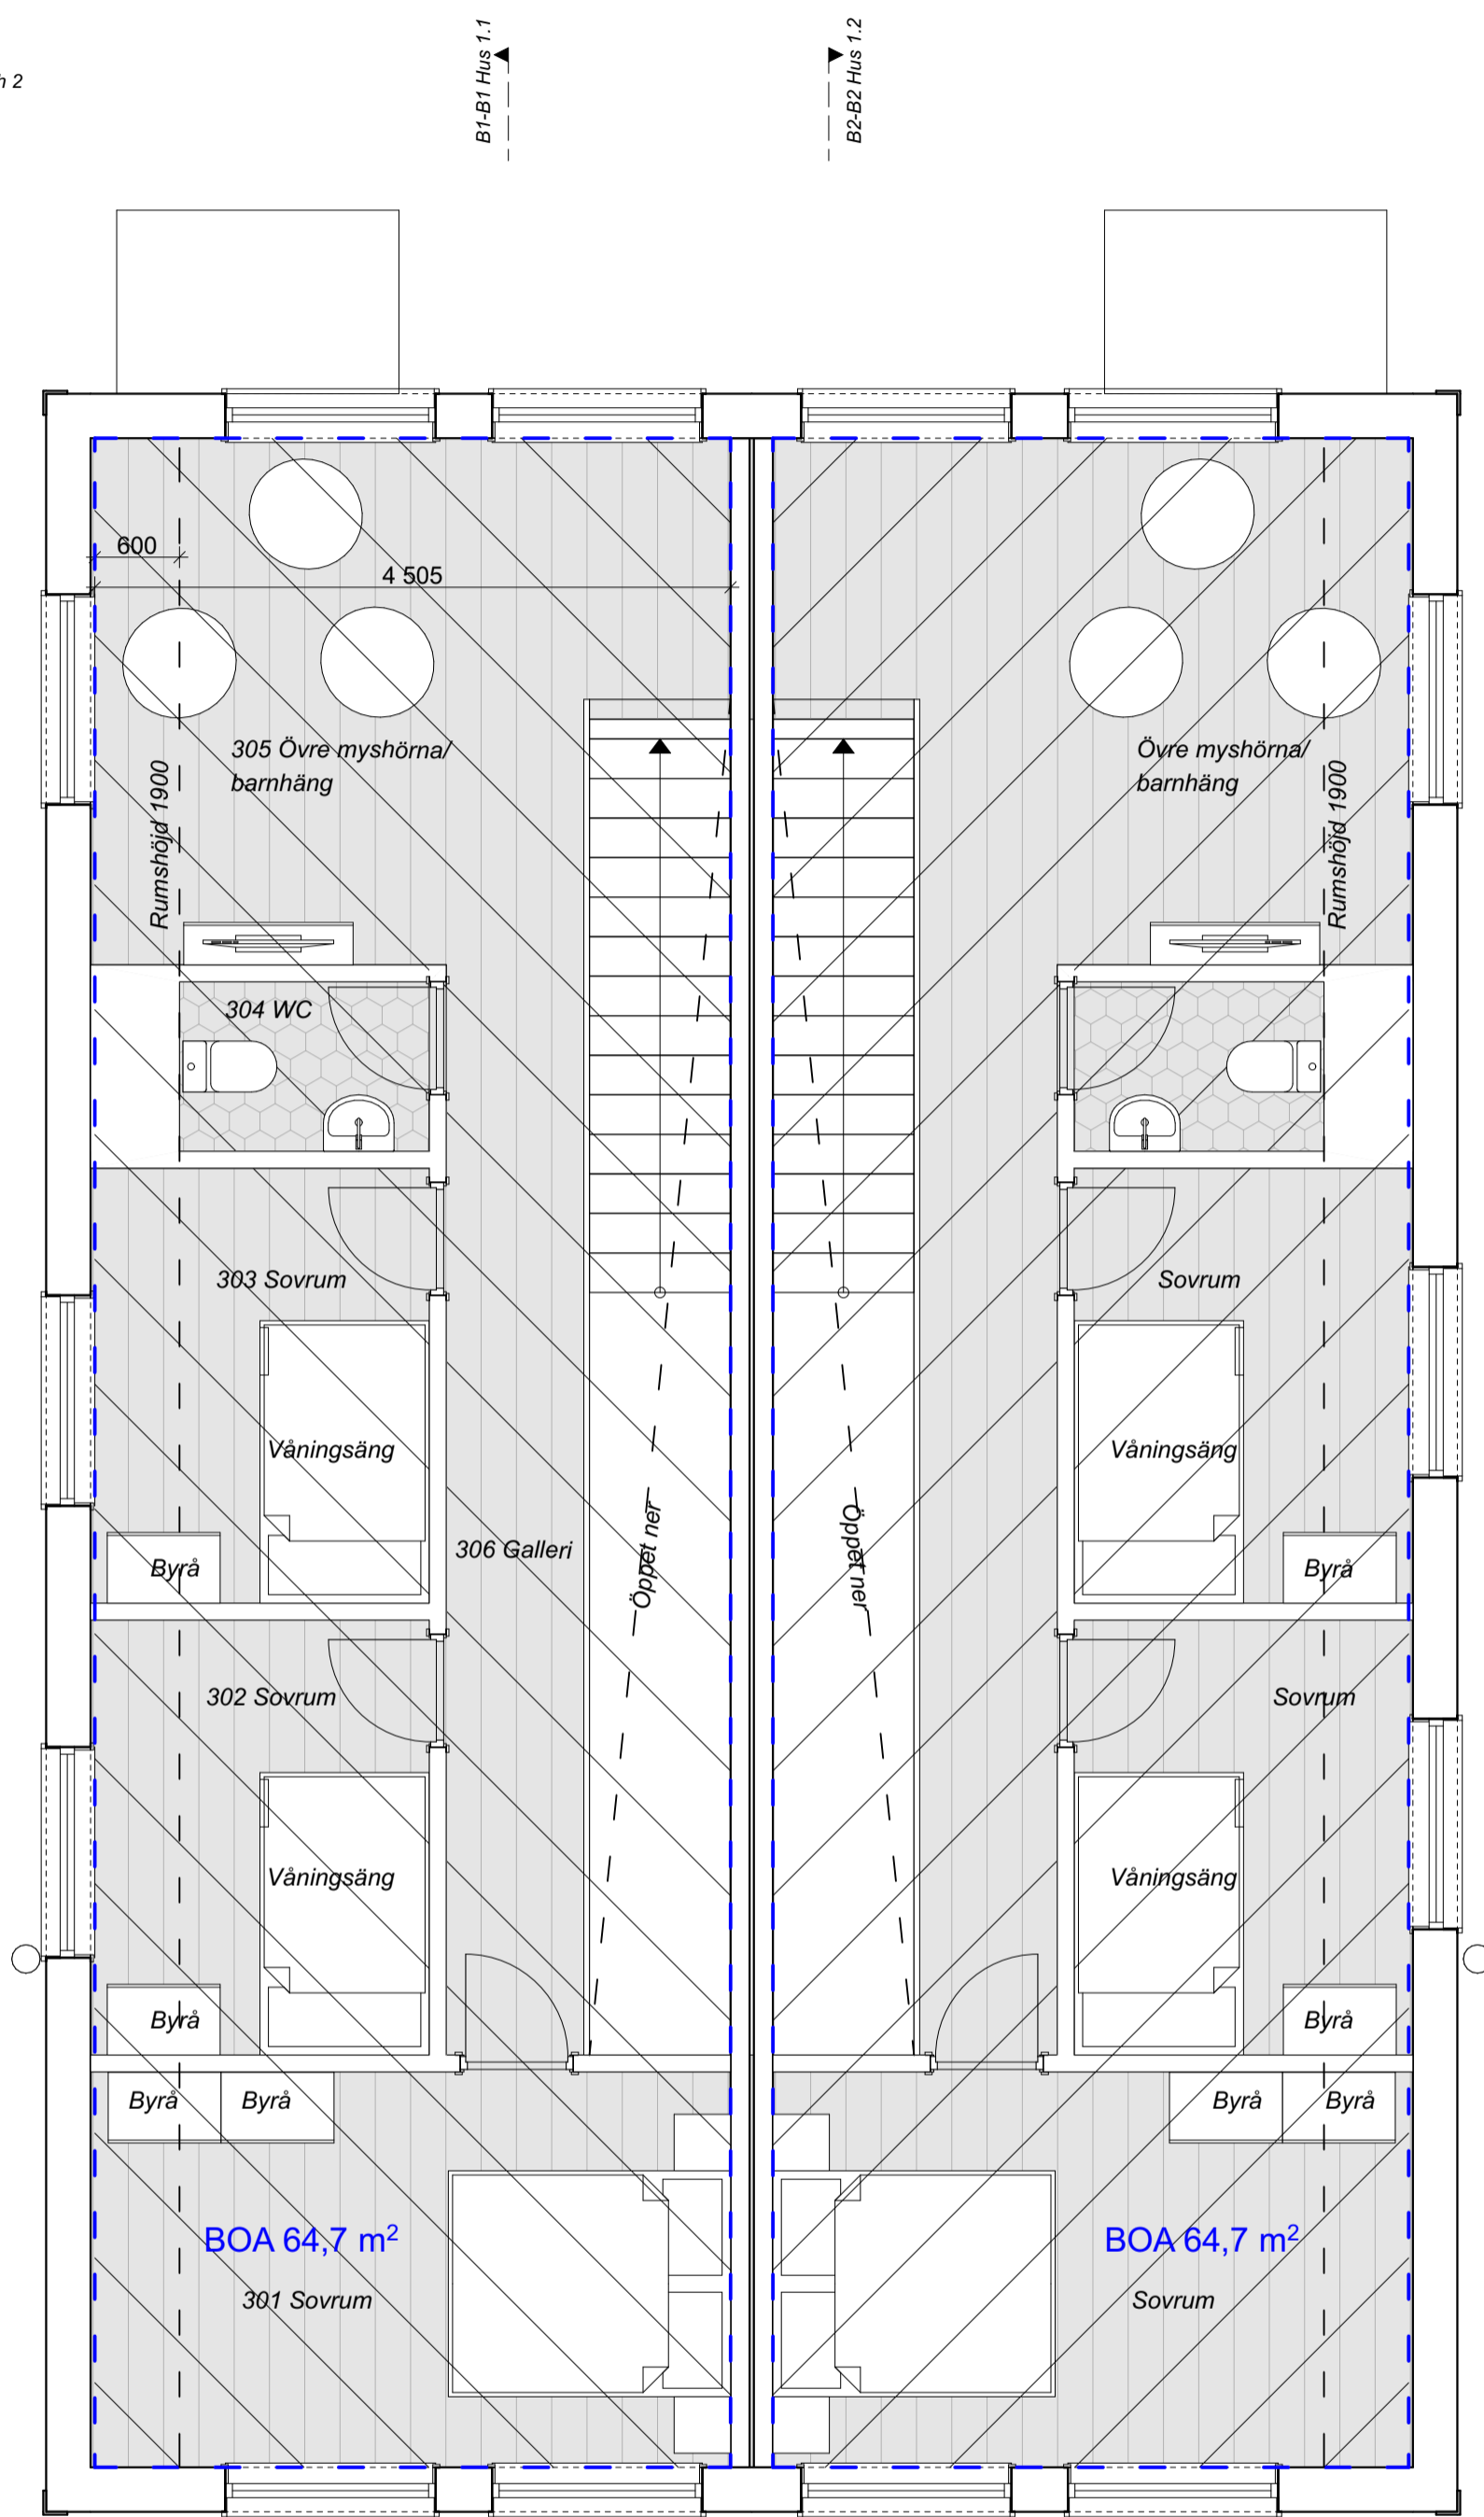 B1-B1 Hus 1.1
B2-B2 Hus 1.2
2
600
4 505
305 Övre myshörna/
barnhäng
Övre myshörna/
barnhäng
Rumshöjd 1900
Rumshöjd 1900
304 WC
303 Sovrum
Sovrum
Våningsäng
Våningsäng
306 Galleri
Öppet ner
Öppet ner
Byrå
Byrå
302 Sovrum
Sovrum
Våningsäng
Våningsäng
Byrå
Byrå
Byrå
Byrå
Byrå
Byrå
BOA 64,7 m²
BOA 64,7 m²
301 Sovrum
Sovrum